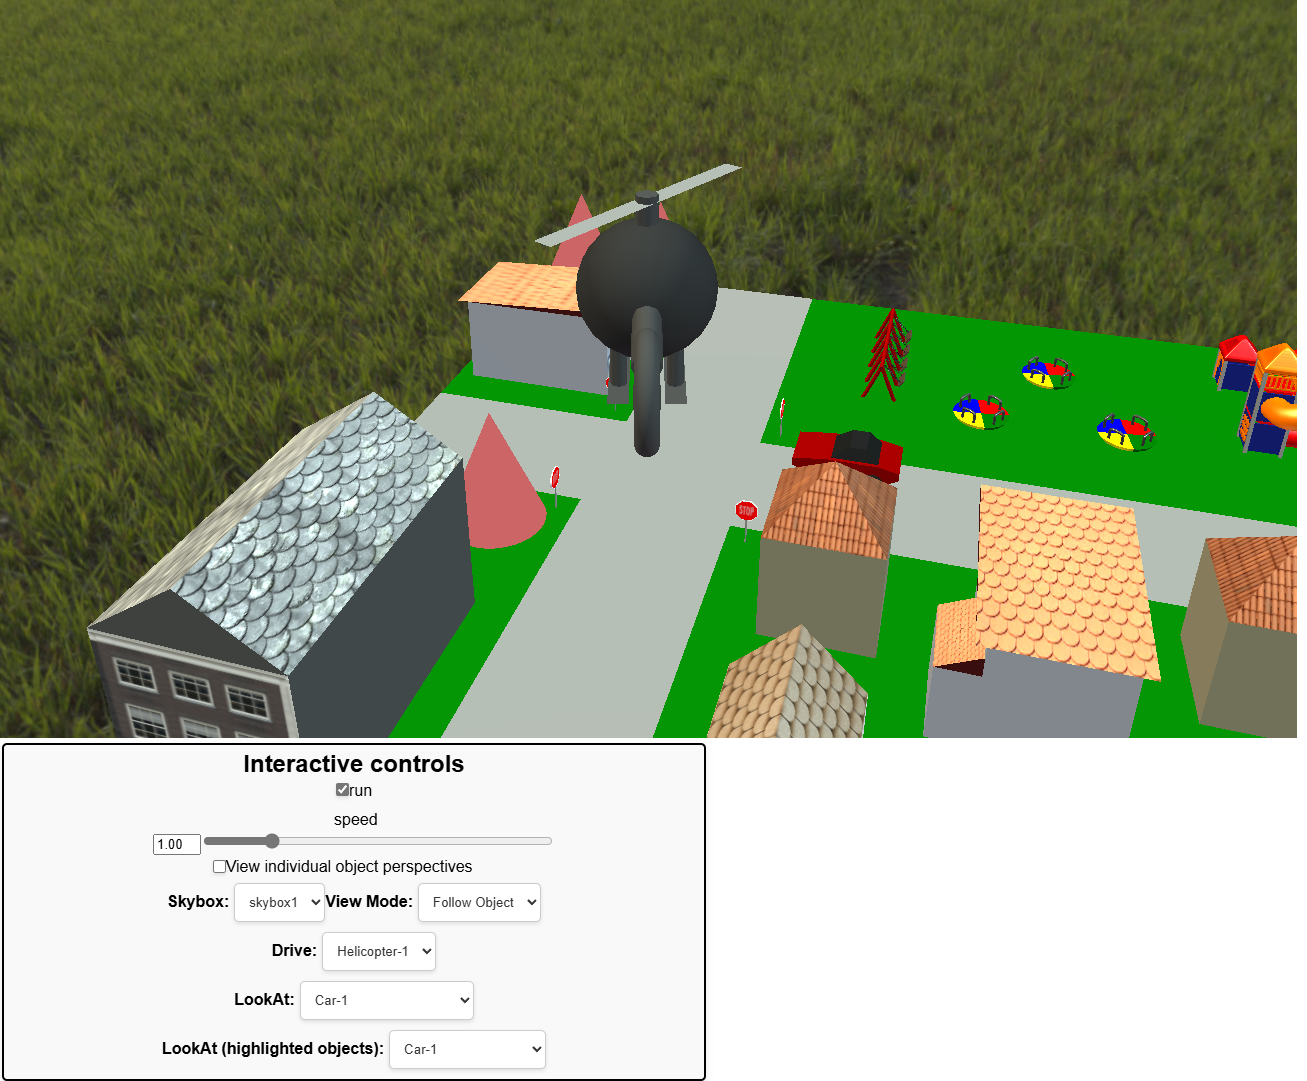 STOP
Interactive controls
run
speed
1.00
View individual object perspectives
Skybox: skybox1 View Mode: Follow Object
Drive: Helicopter-1
LookAt: Car-1
LookAt (highlighted objects): Car-1